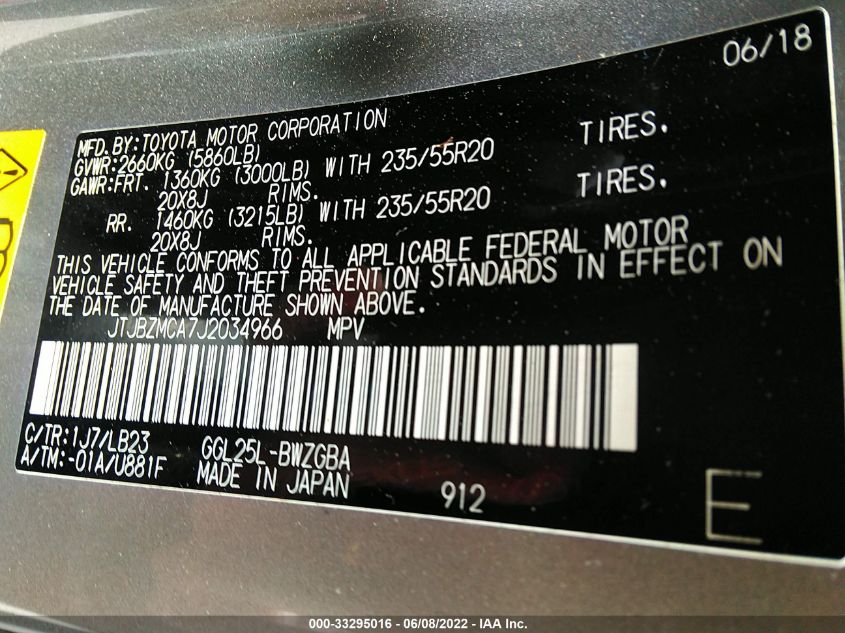 06/18
MFD. BY: TOYOTA MOTOR CORPORATION
GVWR: 2660KG (5860LB)
GAWR: FRT. 1360KG (3000LB) WITH 235/55R20 TIRES.
20X8J RIMS.
RR. 1460KG (3215LB) WITH 235/55R20 TIRES.
20X8J RIMS.
THIS VEHICLE CONFORMS TO ALL APPLICABLE FEDERAL MOTOR
VEHICLE SAFETY AND THEFT PREVENTION STANDARDS IN EFFECT ON
THE DATE OF MANUFACTURE SHOWN ABOVE.
JTJBZMCA7J2034966 MPV
C/TR: 1J7/LB23 GGL25L-BWZGBA
A/TM: -01A/U881F MADE IN JAPAN 912
E
000-33295016 - 06/08/2022 - IAA Inc.